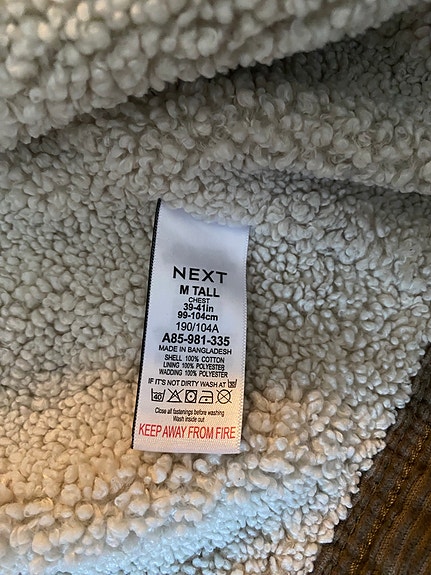 NEXT
M TALL
CHEST
39-41in
99-104cm
190/104A
A85-981-335
MADE IN BANGLADESH
SHELL 100% COTTON
LINING 100% POLYESTER
WADDING 100% POLYESTER
IF IT'S NOT DIRTY WASH AT 30
40
Close all fastenings before washing
Wash inside out
KEEP AWAY FROM FIRE